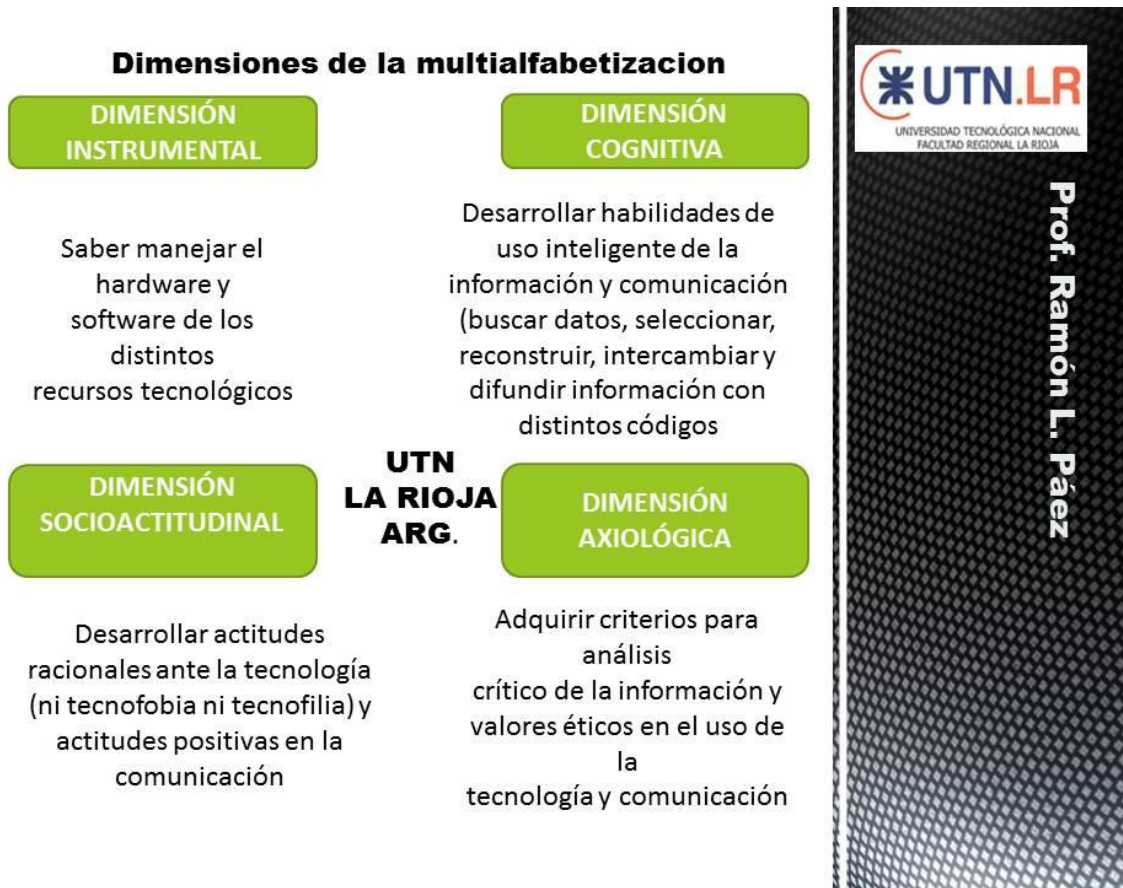 Dimensiones de la multialfabetizacion
DIMENSIÓN
INSTRUMENTAL
Saber manejar el
hardware y
software de los
distintos
recursos tecnológicos
DIMENSIÓN
COGNITIVA
Desarrollar habilidades de
uso inteligente de la
información y comunicación
(buscar datos, seleccionar,
reconstruir, intercambiar y
difundir información con
distintos códigos
UTN
LA RIOJA
ARG.
DIMENSIÓN
SOCIOACTITUDINAL
Desarrollar actitudes
racionales ante la tecnología
(ni tecnofobia ni tecnofilia) y
actitudes positivas en la
comunicación
DIMENSIÓN
AXIOLÓGICA
Adquirir criterios para
análisis
crítico de la información y
valores éticos en el uso de
la
tecnología y comunicación
UTN.LR
UNIVERSIDAD TECNOLÓGICA NACIONAL
FACULTAD REGIONAL LA RIOJA
Prof. Ramón L. Páez